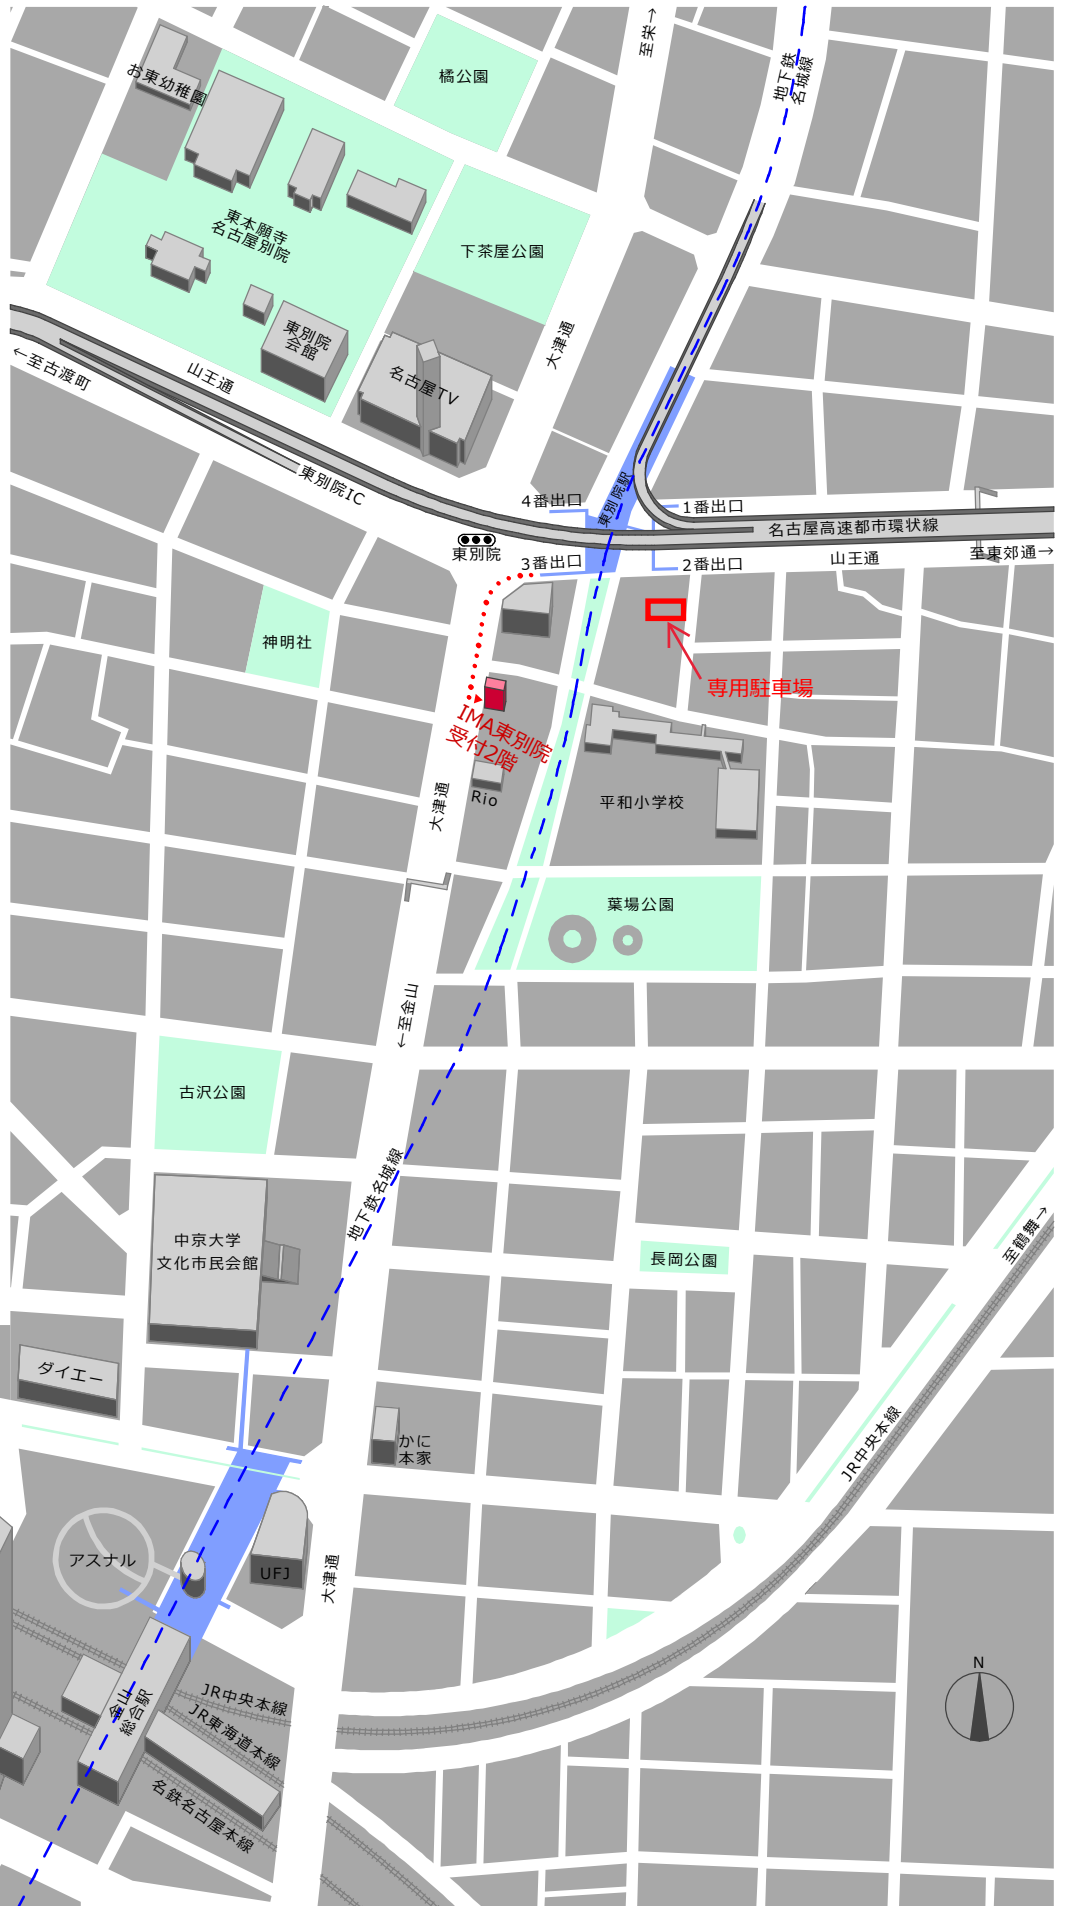 至栄→
地下鉄
名城線
橘公園
お東幼稚園
東本願寺
名古屋別院
下茶屋公園
東別院
会館
大津通
←至古渡町
山王通
名古屋TV
東別院IC
東別院駅
4番出口
1番出口
名古屋高速都市環状線
東別院
3番出口
2番出口
山王通
至東郊通→
神明社
専用駐車場
IMA東別院
受付2階
Rio
大津通
平和小学校
葉場公園
←至金山
古沢公園
地下鉄名城線
中京大学
文化市民会館
長岡公園
至鶴舞→
ダイエー
かに
本家
JR中央本線
アスナル
UFJ
大津通
N
金山
総合駅
JR中央本線
JR東海道本線
名鉄名古屋本線